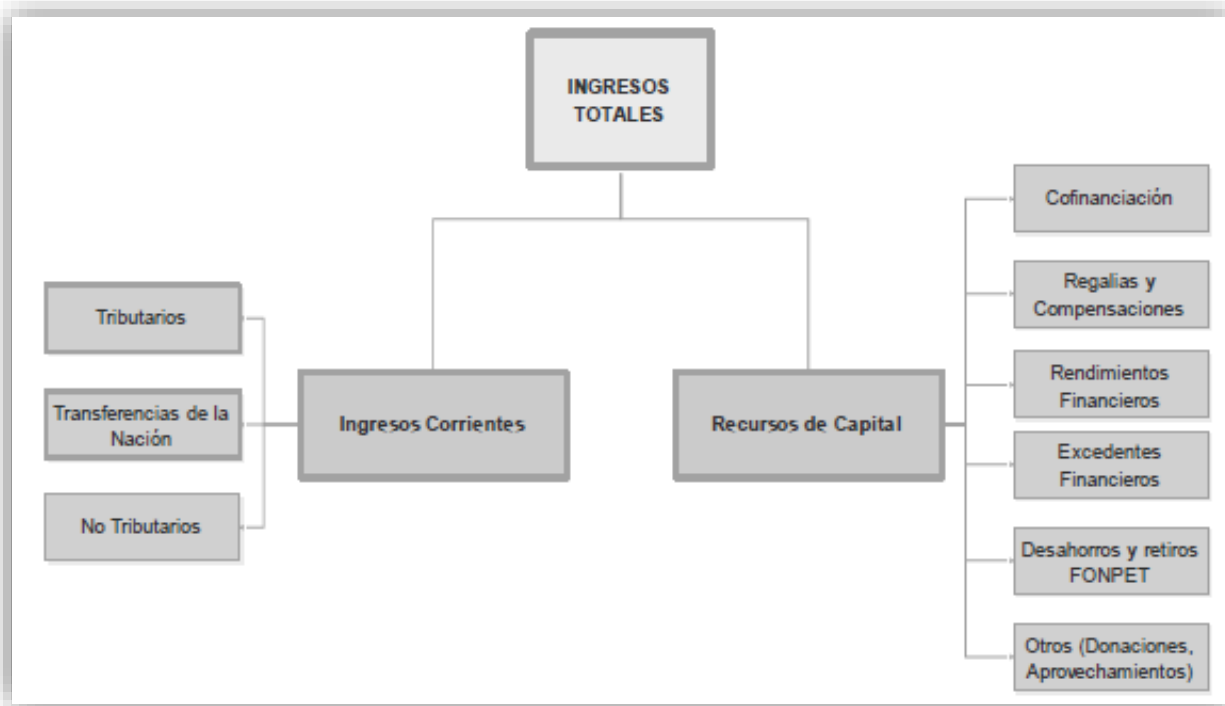 INGRESOS
TOTALES
Tributarios
Transferencias de la
Nación
No Tributarios
Ingresos Corrientes
Recursos de Capital
Cofinanciación
Regalias y
Compensaciones
Rendimientos
Financieros
Excedentes
Financieros
Desahorros y retiros
FONPET
Otros (Donaciones,
Aprovechamientos)